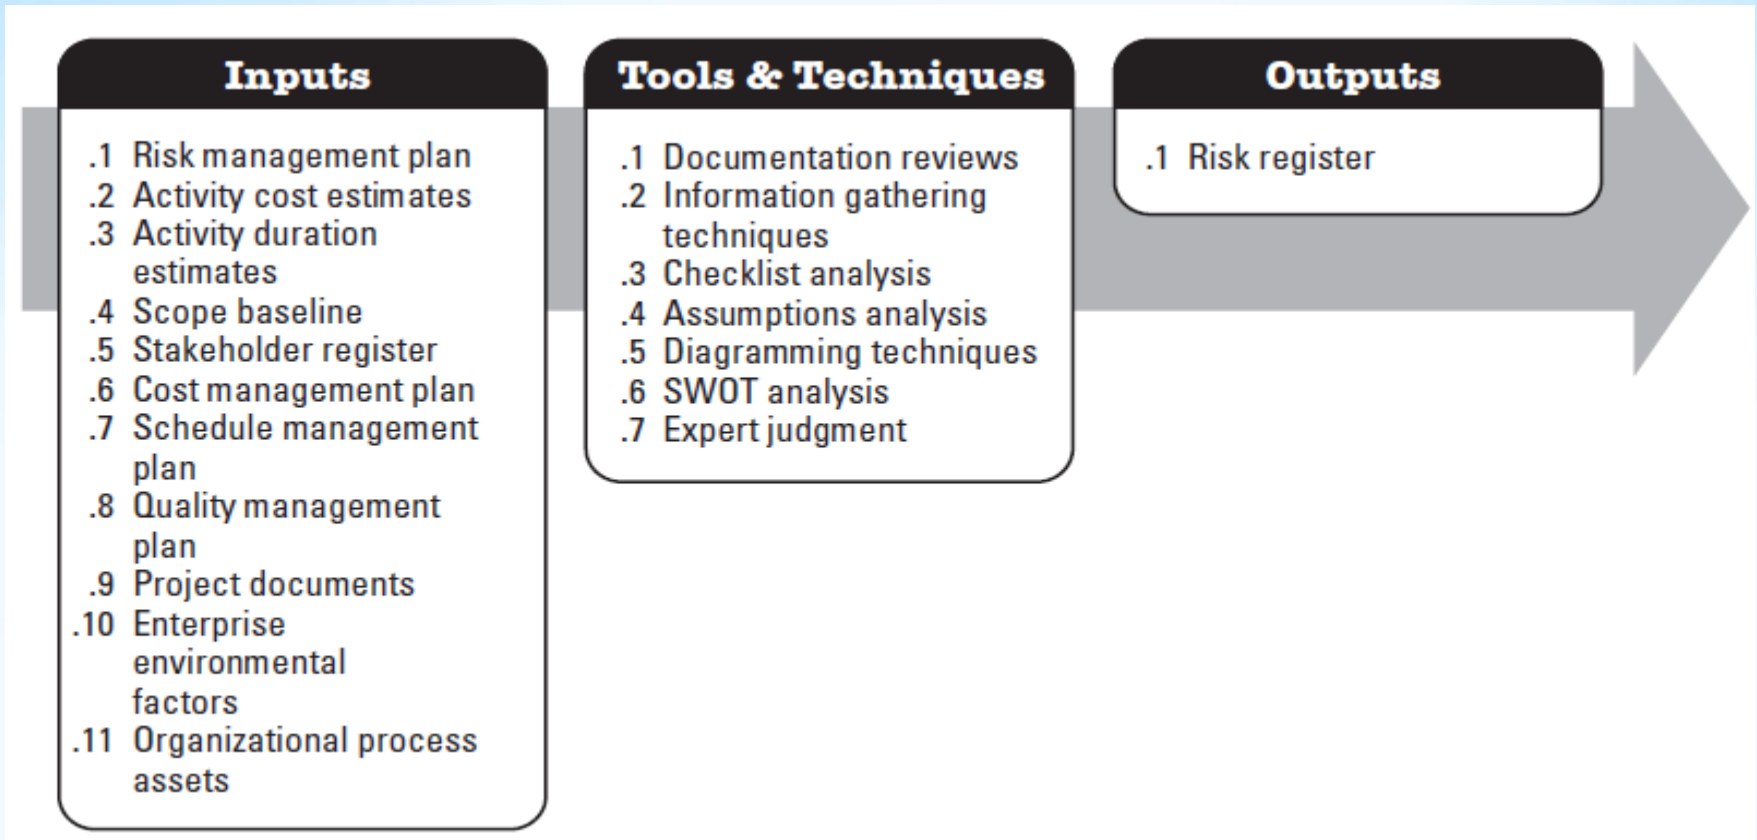 Inputs
.1 Risk management plan
.2 Activity cost estimates
.3 Activity duration
estimates
.4 Scope baseline
.5 Stakeholder register
.6 Cost management plan
.7 Schedule management
plan
.8 Quality management
plan
.9 Project documents
.10 Enterprise
environmental
factors
.11 Organizational process
assets
Tools & Techniques
.1 Documentation reviews
.2 Information gathering
techniques
.3 Checklist analysis
.4 Assumptions analysis
.5 Diagramming techniques
.6 SWOT analysis
.7 Expert judgment
Outputs
.1 Risk register